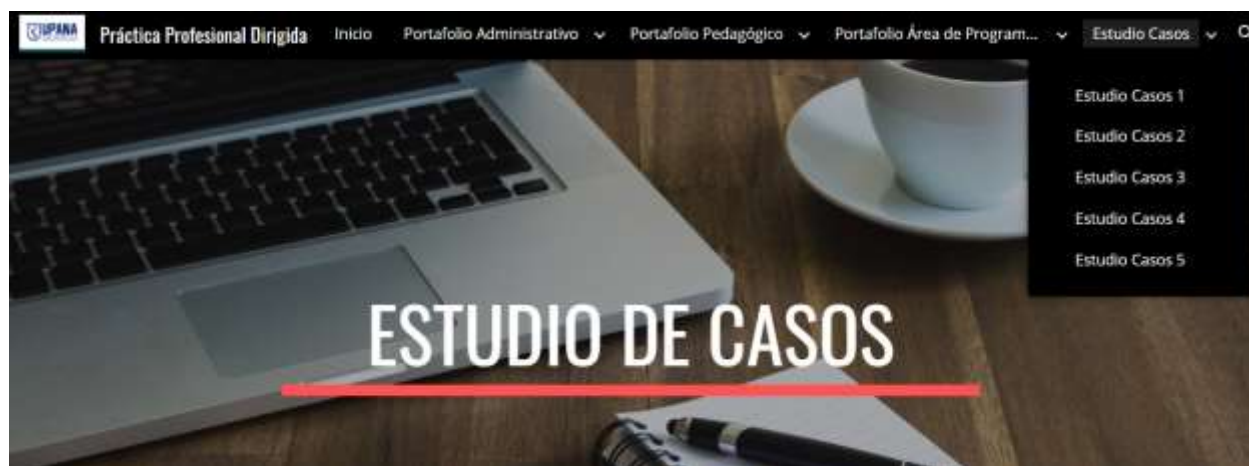 UPANA Práctica Profesional Dirigida Inicio Portafolio Administrativo Portafolio Pedagógico Portafolio Área de Program... Estudio Casos
Estudio Casos 1
Estudio Casos 2
Estudio Casos 3
Estudio Casos 4
Estudio Casos 5
ESTUDIO DE CASOS